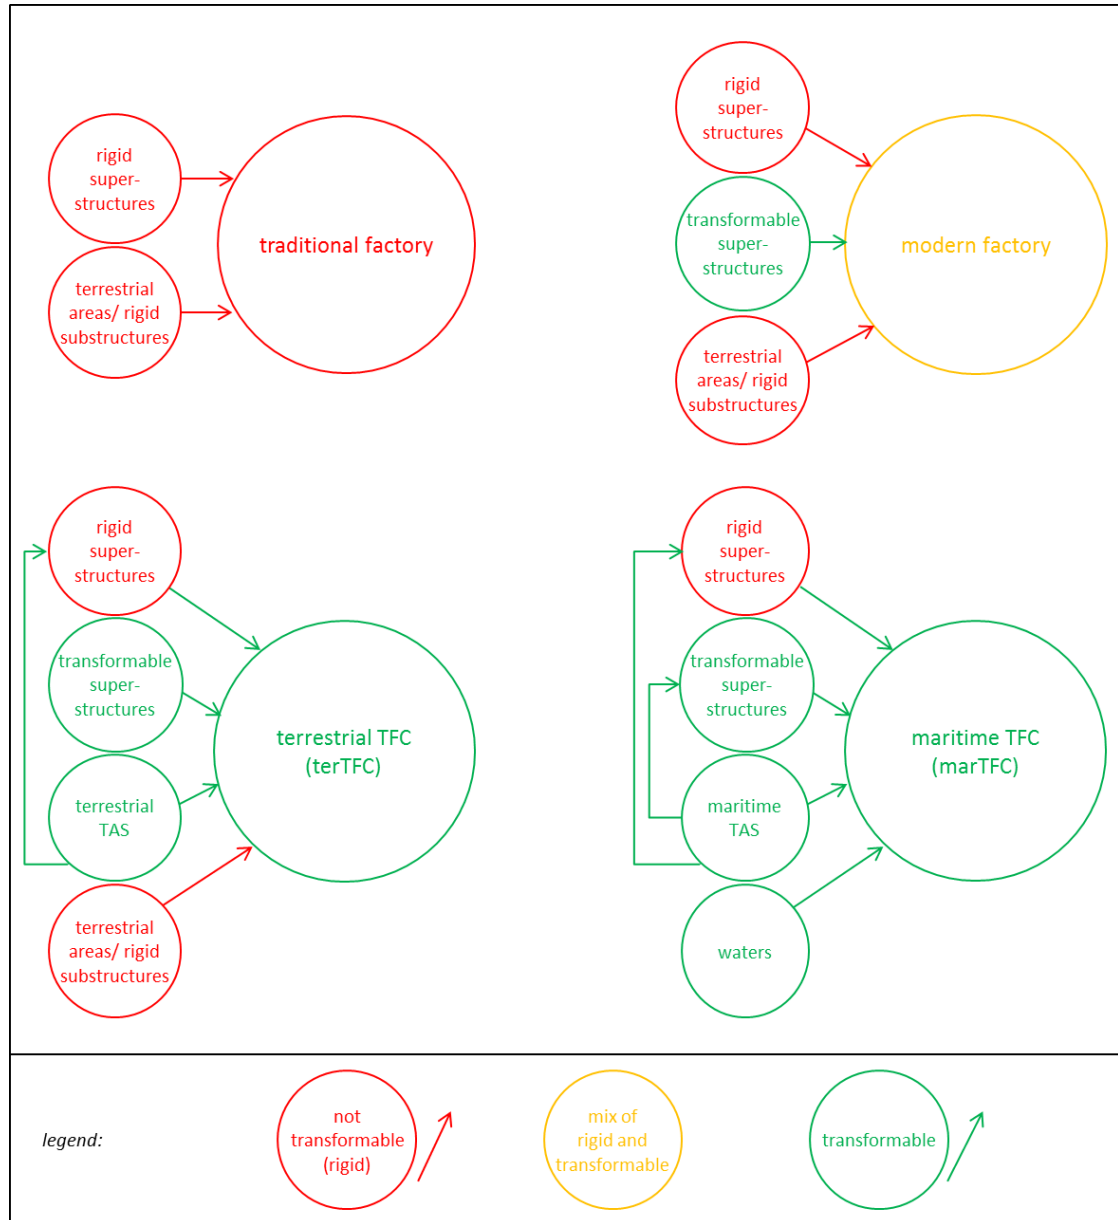 rigid
super-
structures
terrestrial
areas/ rigid
substructures
traditional factory
rigid
super-
structures
transformable
super-
structures
terrestrial
areas/ rigid
substructures
modern factory
rigid
super-
structures
transformable
super-
structures
terrestrial
TAS
terrestrial
areas/ rigid
substructures
terrestrial TFC
(terTFC)
rigid
super-
structures
transformable
super-
structures
maritime
TAS
waters
maritime TFC
(marTFC)
legend:
not
transformable
(rigid)
mix of
rigid and
transformable
transformable